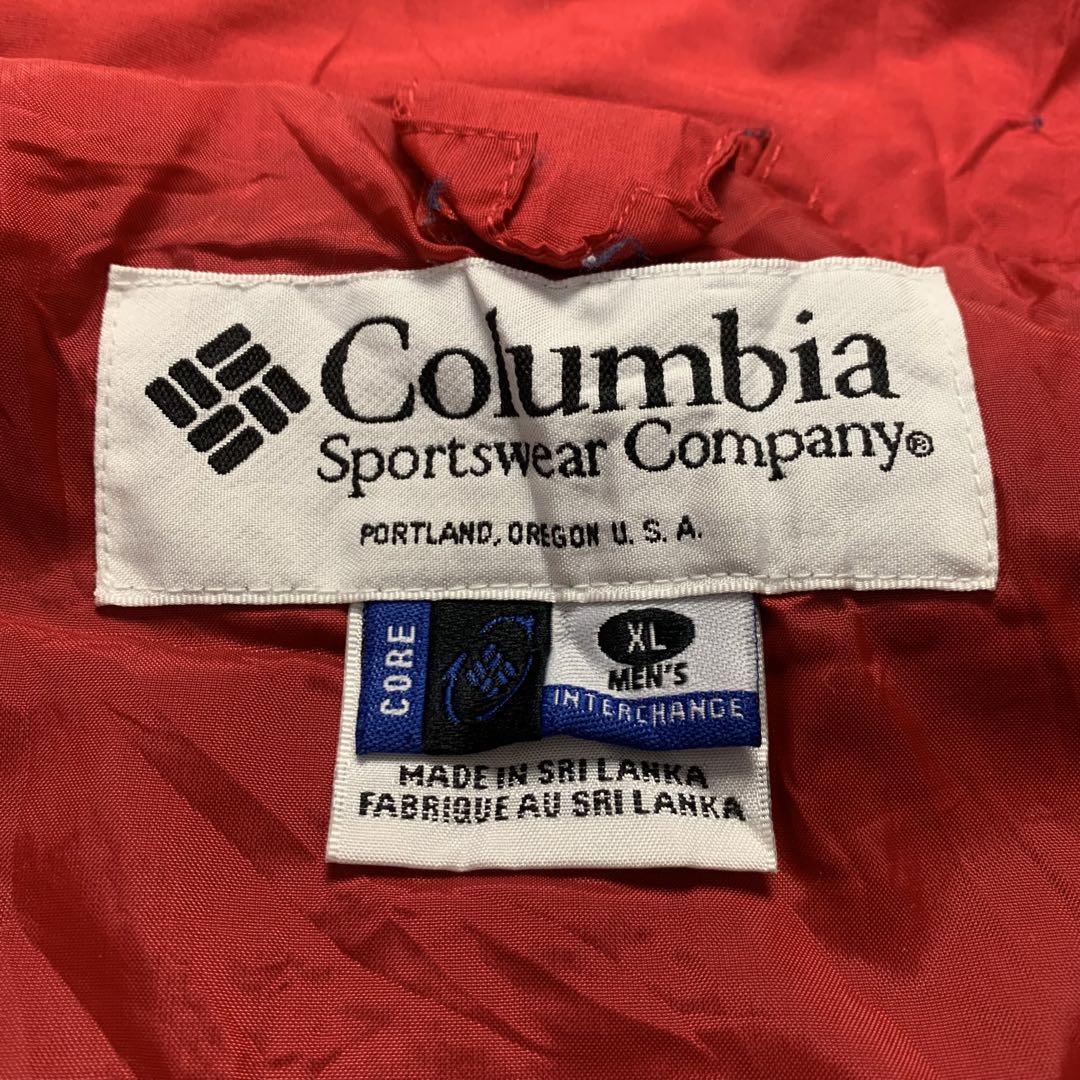 Columbia
Sportswear Company®
PORTLAND, OREGON U. S. A.
CORE
XL
MEN'S
INTERCHANGE
MADE IN SRI LANKA
FABRIQUE AU SRI LANKA